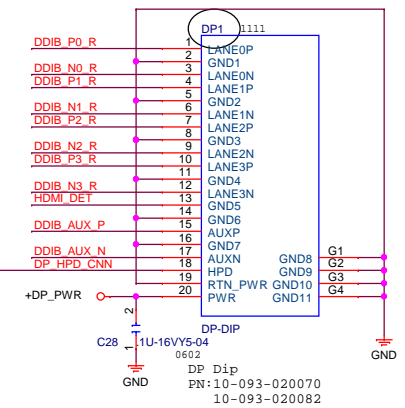 DP1 1111
DDIB_P0_R 1 LANE0P
2 GND1
DDIB_N0_R 3 LANE0N
DDIB_P1_R 4 LANE1P
5 GND2
DDIB_N1_R 6 LANE1N
DDIB_P2_R 7 LANE2P
8 GND3
DDIB_N2_R 9 LANE2N
DDIB_P3_R 10 LANE3P
11 GND4
DDIB_N3_R 12 LANE3N
HDMI_DET 13 GND5
14 GND6
DDIB_AUX_P 15 AUXP
16 GND7
DDIB_AUX_N 17 AUXN GND8 G1
DP_HPD_CNN 18 HPD GND9 G2
19 RTN_PWR GND10 G3
+DP_PWR 20 PWR GND11 G4
2
DP-DIP
C28 1 1U-16VY5-04
0602
GND
GND
DP Dip
PN:10-093-020070
10-093-020082